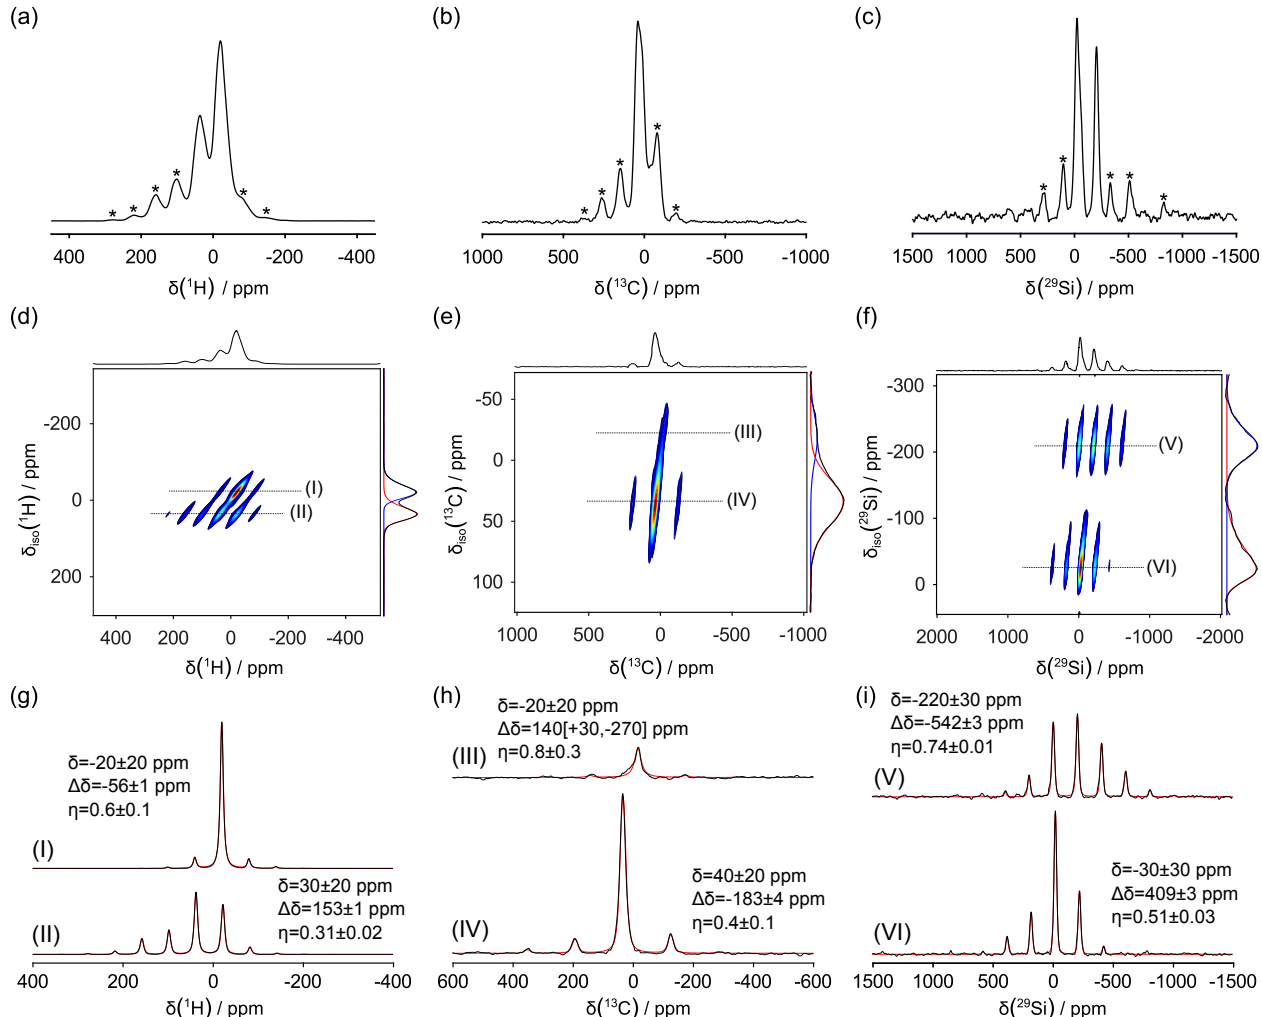 (a)
* * * * * *
400 200 0 -200 -400
δ(¹H) / ppm
(b)
* * * * *
1000 500 0 -500 -1000
δ(¹³C) / ppm
(c)
* * * * *
1500 1000 500 0 -500 -1000 -1500
δ(²⁹Si) / ppm
(d)
-200
0
200
δiso(¹H) / ppm
(I)
(II)
400 200 0 -200 -400
δ(¹H) / ppm
(e)
-50
0
50
100
δiso(¹³C) / ppm
(III)
(IV)
1000 500 0 -500 -1000
δ(¹³C) / ppm
(f)
-300
-200
-100
0
δiso(²⁹Si) / ppm
(V)
(VI)
2000 1000 0 -1000 -2000
δ(²⁹Si) / ppm
(g)
δ=-20±20 ppm
Δδ=-56±1 ppm
η=0.6±0.1
(I)
δ=30±20 ppm
Δδ=153±1 ppm
η=0.31±0.02
(II)
400 200 0 -200 -400
δ(¹H) / ppm
(h)
δ=-20±20 ppm
Δδ=140[+30,-270] ppm
η=0.8±0.3
(III)
δ=40±20 ppm
Δδ=-183±4 ppm
η=0.4±0.1
(IV)
600 400 200 0 -200 -400 -600
δ(¹³C) / ppm
(i)
δ=-220±30 ppm
Δδ=-542±3 ppm
η=0.74±0.01
(V)
δ=-30±30 ppm
Δδ=409±3 ppm
η=0.51±0.03
(VI)
1500 1000 500 0 -500 -1000 -1500
δ(²⁹Si) / ppm